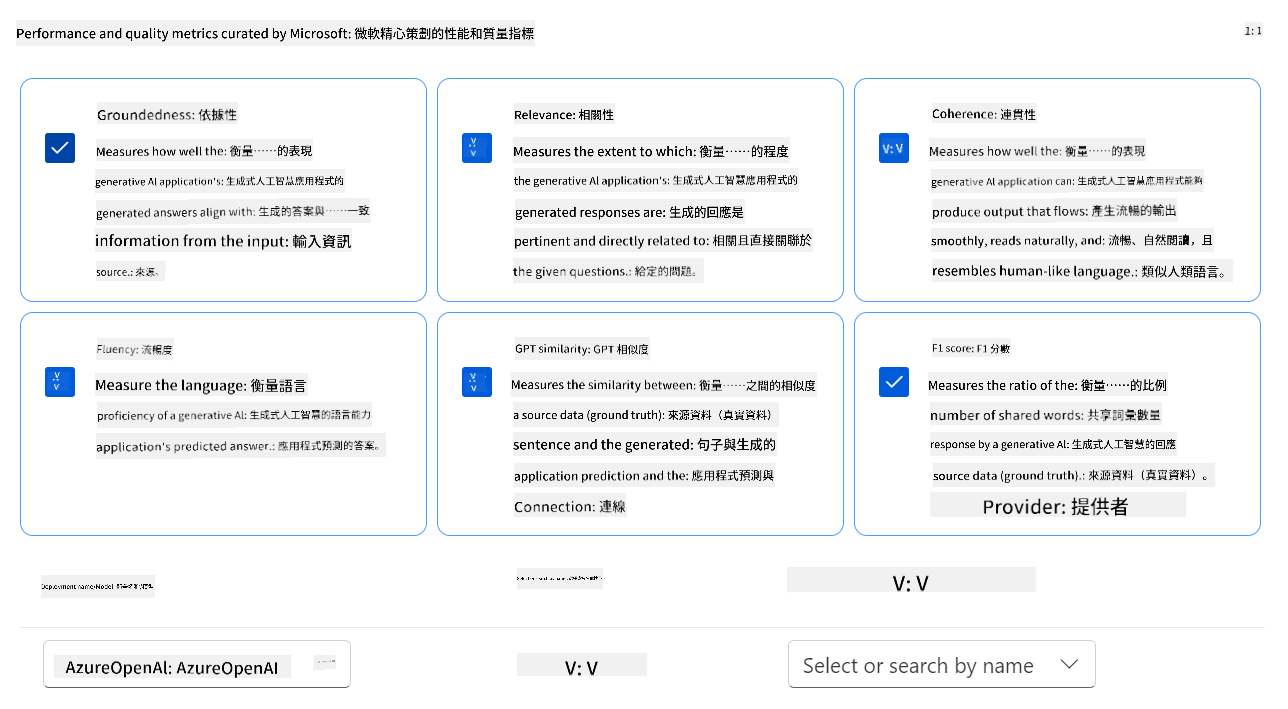 Performance and quality metrics curated by Microsoft: 微軟精心策劃的性能和質量指標
1: 1
Groundedness: 依據性
Measures how well the: 衡量⋯⋯的表現
generative AI application's: 生成式人工智慧應用程式的
generated answers align with: 生成的答案與⋯⋯一致
information from the input: 輸入資訊
source.: 來源。
V
V
Relevance: 相關性
Measures the extent to which: 衡量⋯⋯的程度
the generative AI application's: 生成式人工智慧應用程式的
generated responses are: 生成的回應是
pertinent and directly related to: 相關且直接關聯於
the given questions.: 給定的問題。
V: V
Coherence: 連貫性
Measures how well the: 衡量⋯⋯的表現
generative AI application can: 生成式人工智慧應用程式能夠
produce output that flows: 產生流暢的輸出
smoothly, reads naturally, and: 流暢、自然閱讀，且
resembles human-like language.: 類似人類語言。
V
V
Fluency: 流暢度
Measure the language: 衡量語言
proficiency of a generative AI: 生成式人工智慧的語言能力
application's predicted answer.: 應用程式預測的答案。
V
V
GPT similarity: GPT 相似度
Measures the similarity between: 衡量⋯⋯之間的相似度
a source data (ground truth): 來源資料（真實資料）
sentence and the generated: 句子與生成的
application prediction and the: 應用程式預測與
Connection: 連線
F1 score: F1 分數
Measures the ratio of the: 衡量⋯⋯的比例
number of shared words: 共享詞彙數量
response by a generative AI: 生成式人工智慧的回應
source data (ground truth).: 來源資料（真實資料）。
Provider: 提供者
Deployment name/Model:
V: V
AzureOpenAl: AzureOpenAI
V: V
Select or search by name